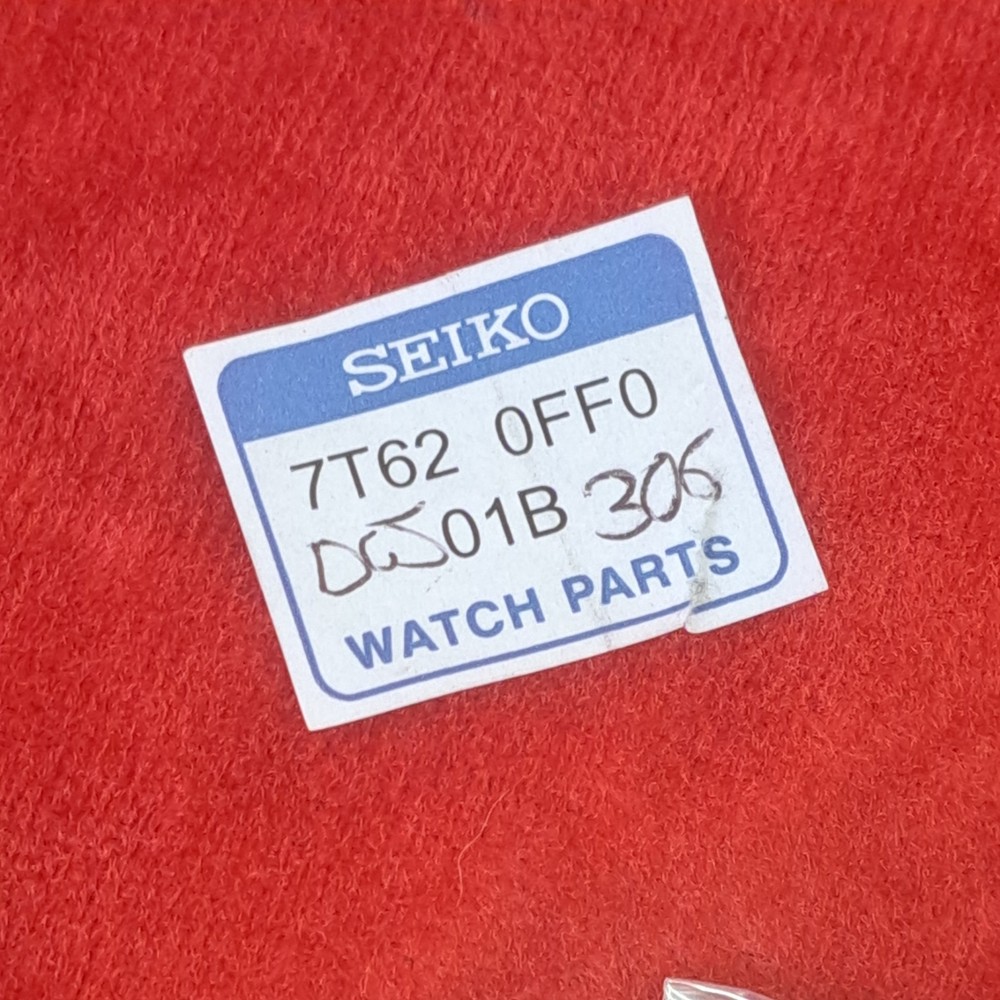 SEIKO
7T62 0FF0
01B 306
WATCH PARTS